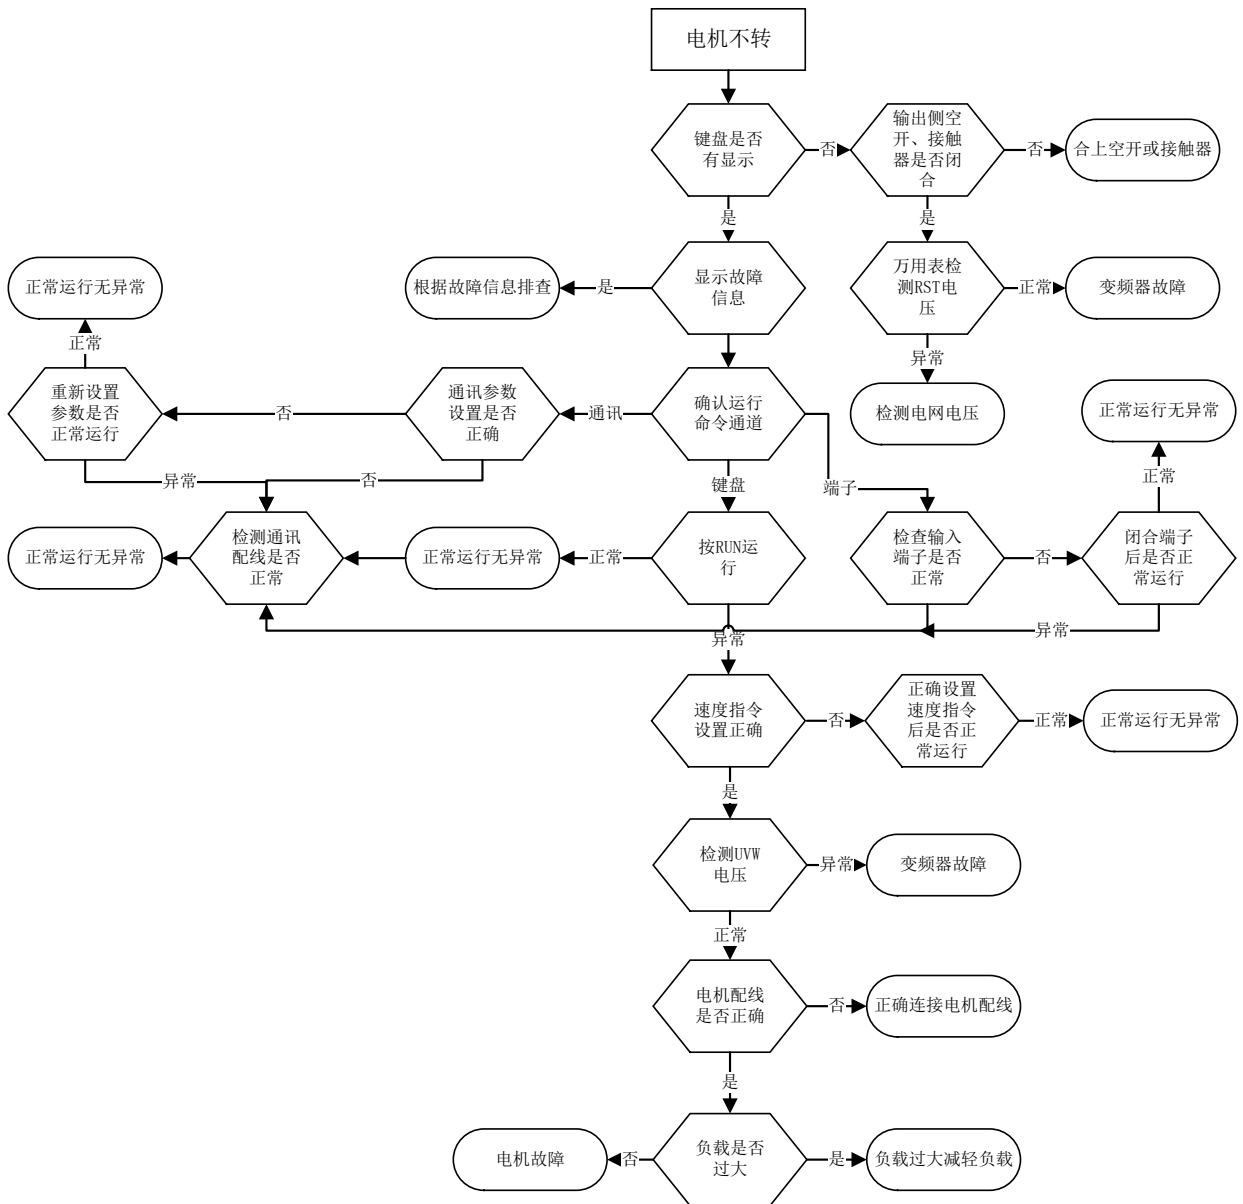 电机不转
键盘是否
有显示
否
输出侧空
开、接触
器是否闭
合
否
合上空开或接触器
是
是
正常运行无异常
根据故障信息排查
是
显示故障
信息
万用表检
测RST电
压
正常
变频器故障
正常
异常
重新设置
参数是否
正常运行
否
通讯参数
设置是否
正确
通讯
确认运行
命令通道
检测电网电压
正常运行无异常
异常
否
键盘
端子
正常
正常运行无异常
检测通讯
配线是否
正常
正常运行无异常
正常
按RUN运
行
检查输入
端子是否
正常
否
闭合端子
后是否正
常运行
异常
异常
速度指令
设置正确
否
正确设置
速度指令
后是否正
常运行
正常
正常运行无异常
是
检测UVW
电压
异常
变频器故障
正常
电机配线
是否正确
否
正确连接电机配线
是
电机故障
否
负载是否
过大
是
负载过大减轻负载